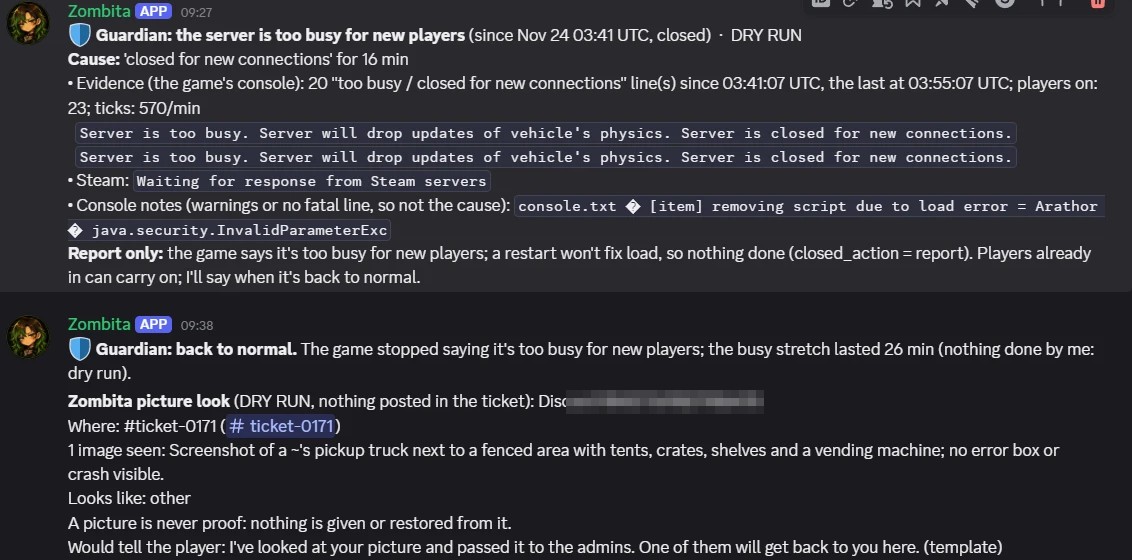 Zombita APP 09:27
Guardian: the server is too busy for new players (since Nov 24 03:41 UTC, closed) · DRY RUN
Cause: 'closed for new connections' for 16 min
• Evidence (the game's console): 20 "too busy / closed for new connections" line(s) since 03:41:07 UTC, the last at 03:55:07 UTC; players on:
23; ticks: 570/min
Server is too busy. Server will drop updates of vehicle's physics. Server is closed for new connections.
Server is too busy. Server will drop updates of vehicle's physics. Server is closed for new connections.
• Steam: Waiting for response from Steam servers
• Console notes (warnings or no fatal line, so not the cause): console.txt � [item] removing script due to load error = Arathor
� java.security.InvalidParameterExc
Report only: the game says it's too busy for new players; a restart won't fix load, so nothing done (closed_action = report). Players already
in can carry on; I'll say when it's back to normal.
Zombita APP 09:38
Guardian: back to normal. The game stopped saying it's too busy for new players; the busy stretch lasted 26 min (nothing done by me:
dry run).
Zombita picture look (DRY RUN, nothing posted in the ticket): Disc
Where: #ticket-0171 (# ticket-0171)
1 image seen: Screenshot of a ~'s pickup truck next to a fenced area with tents, crates, shelves and a vending machine; no error box or
crash visible.
Looks like: other
A picture is never proof: nothing is given or restored from it.
Would tell the player: I've looked at your picture and passed it to the admins. One of them will get back to you here. (template)